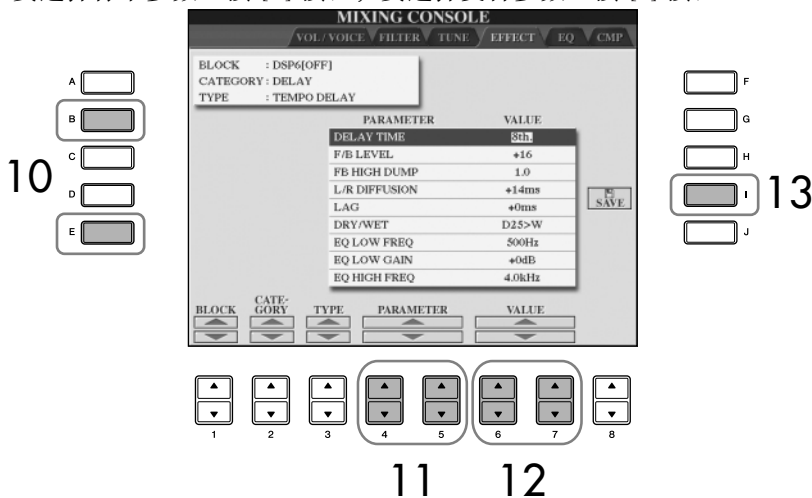 MIXING CONSOLE
VOL/VOICE FILTER TUNE EFFECT EQ CMP
BLOCK : DSP6[OFF]
CATEGORY : DELAY
TYPE : TEMPO DELAY
PARAMETER VALUE
DELAY TIME 8th.
F/B LEVEL +16
FB HIGH DUMP 1.0
L/R DIFFUSION +14ms
LAG +0ms
DRY/WET D25>W
EQ LOW FREQ 500Hz
EQ LOW GAIN +0dB
EQ HIGH FREQ 4.0kHz
SAVE
BLOCK CATE-GORY TYPE PARAMETER VALUE
A
B
C
D
E
10
F
G
H
I
J
13
1 2 3 4 5 6 7 8
11 12